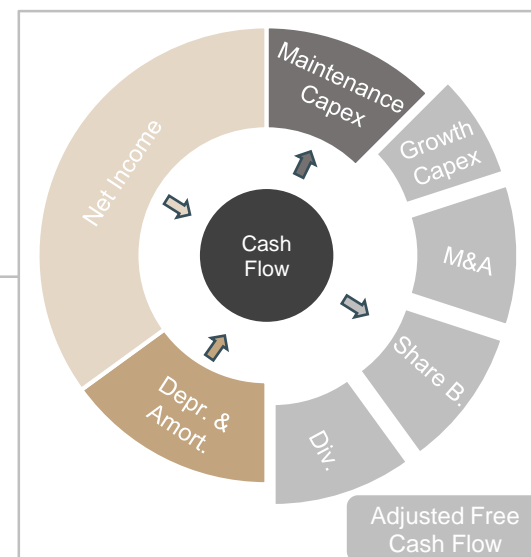 Maintenance
Capex
Growth
Capex
M&A
Share B.
Div.
Depr. &
Amort.
Net Income
Cash
Flow
Adjusted Free
Cash Flow